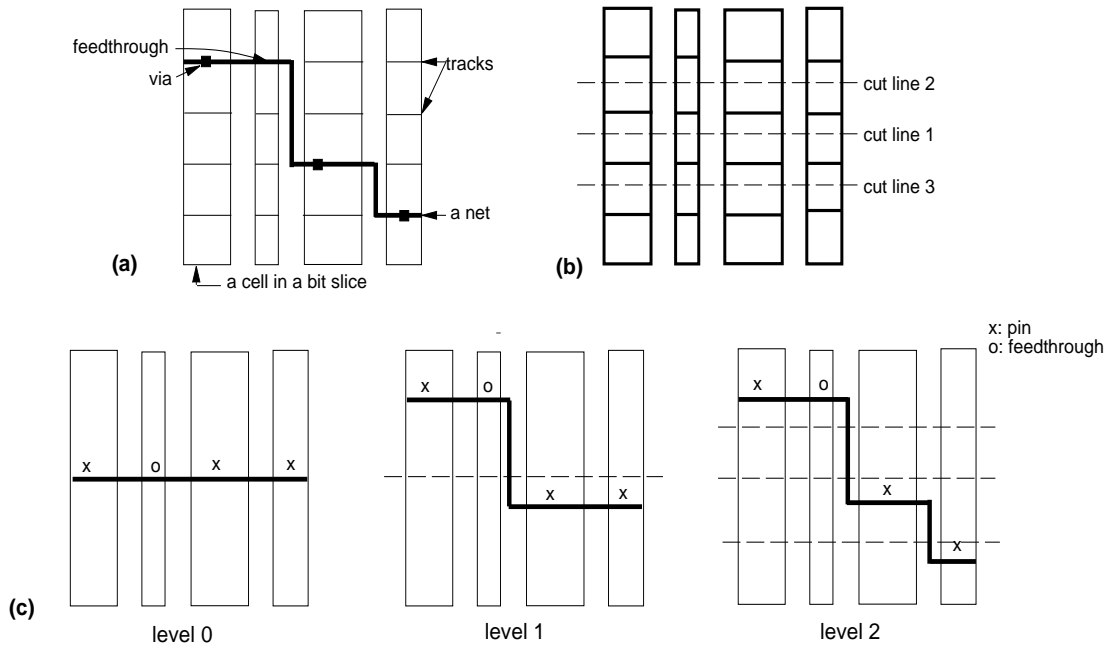 feedthrough
via
tracks
a net
(a)
a cell in a bit slice
cut line 2
cut line 1
cut line 3
(b)
x: pin
o: feedthrough
x o x x
x o
x x
x o
x
x
(c)
level 0
level 1
level 2